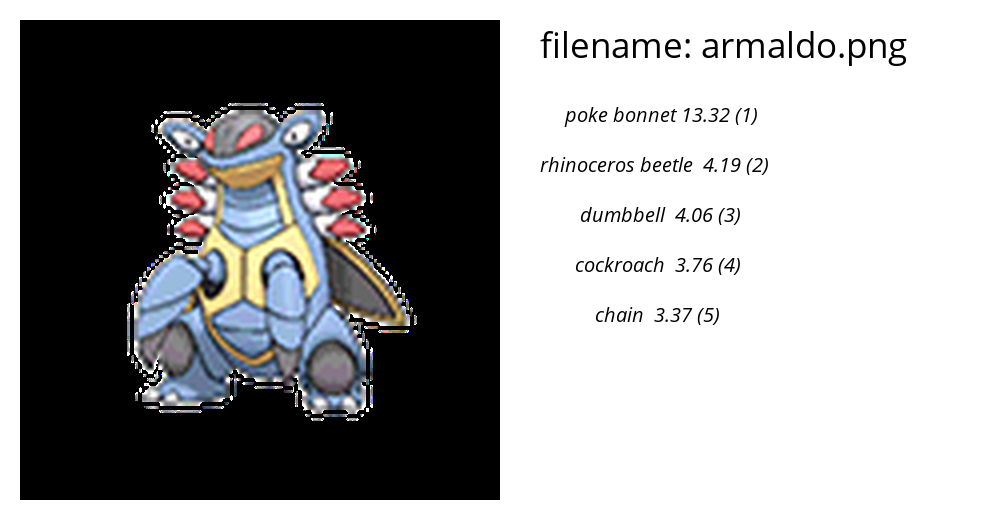 filename: armaldo.png
poke bonnet 13.32 (1)
rhinoceros beetle  4.19 (2)
dumbbell  4.06 (3)
cockroach  3.76 (4)
chain  3.37 (5)